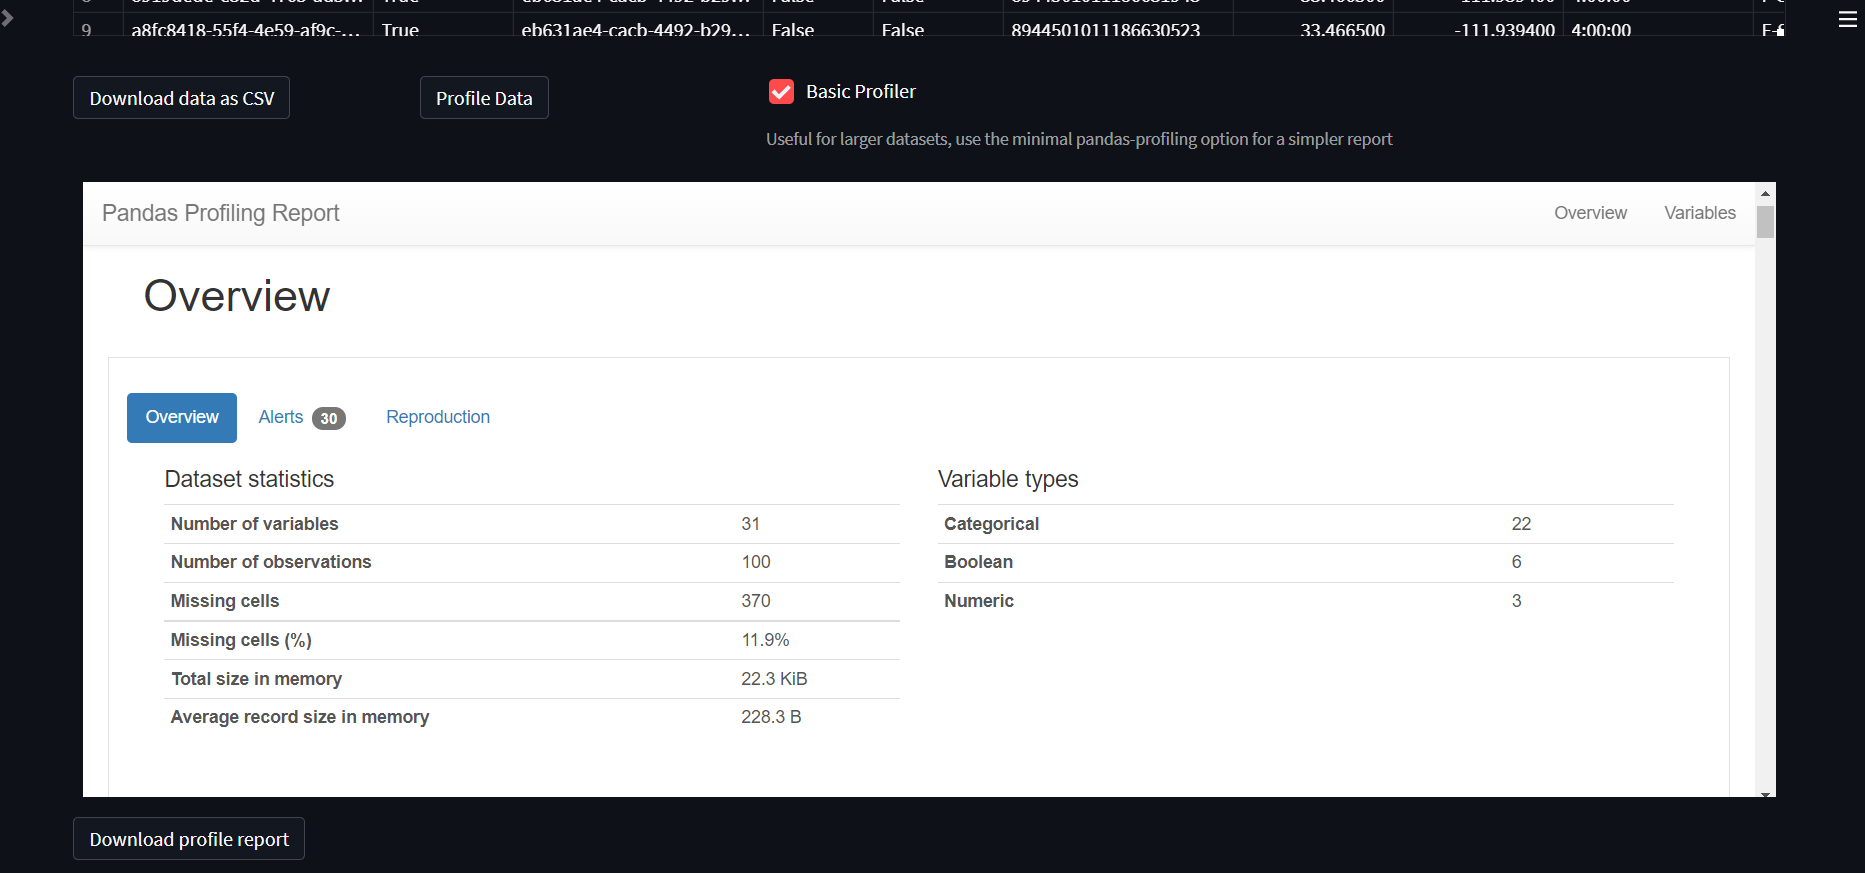 9 a8fc8418-55f4-4e59-af9c-... True eb631ae4-cacb-4492-b29... False False 8944501011186630523 33.466500 -111.939400 4:00:00
Download data as CSV Profile Data Basic Profiler
Useful for larger datasets, use the minimal pandas-profiling option for a simpler report
Pandas Profiling Report Overview Variables
Overview
Overview Alerts 30 Reproduction
Dataset statistics
Number of variables 31
Number of observations 100
Missing cells 370
Missing cells (%) 11.9%
Total size in memory 22.3 KiB
Average record size in memory 228.3 B
Variable types
Categorical 22
Boolean 6
Numeric 3
Download profile report